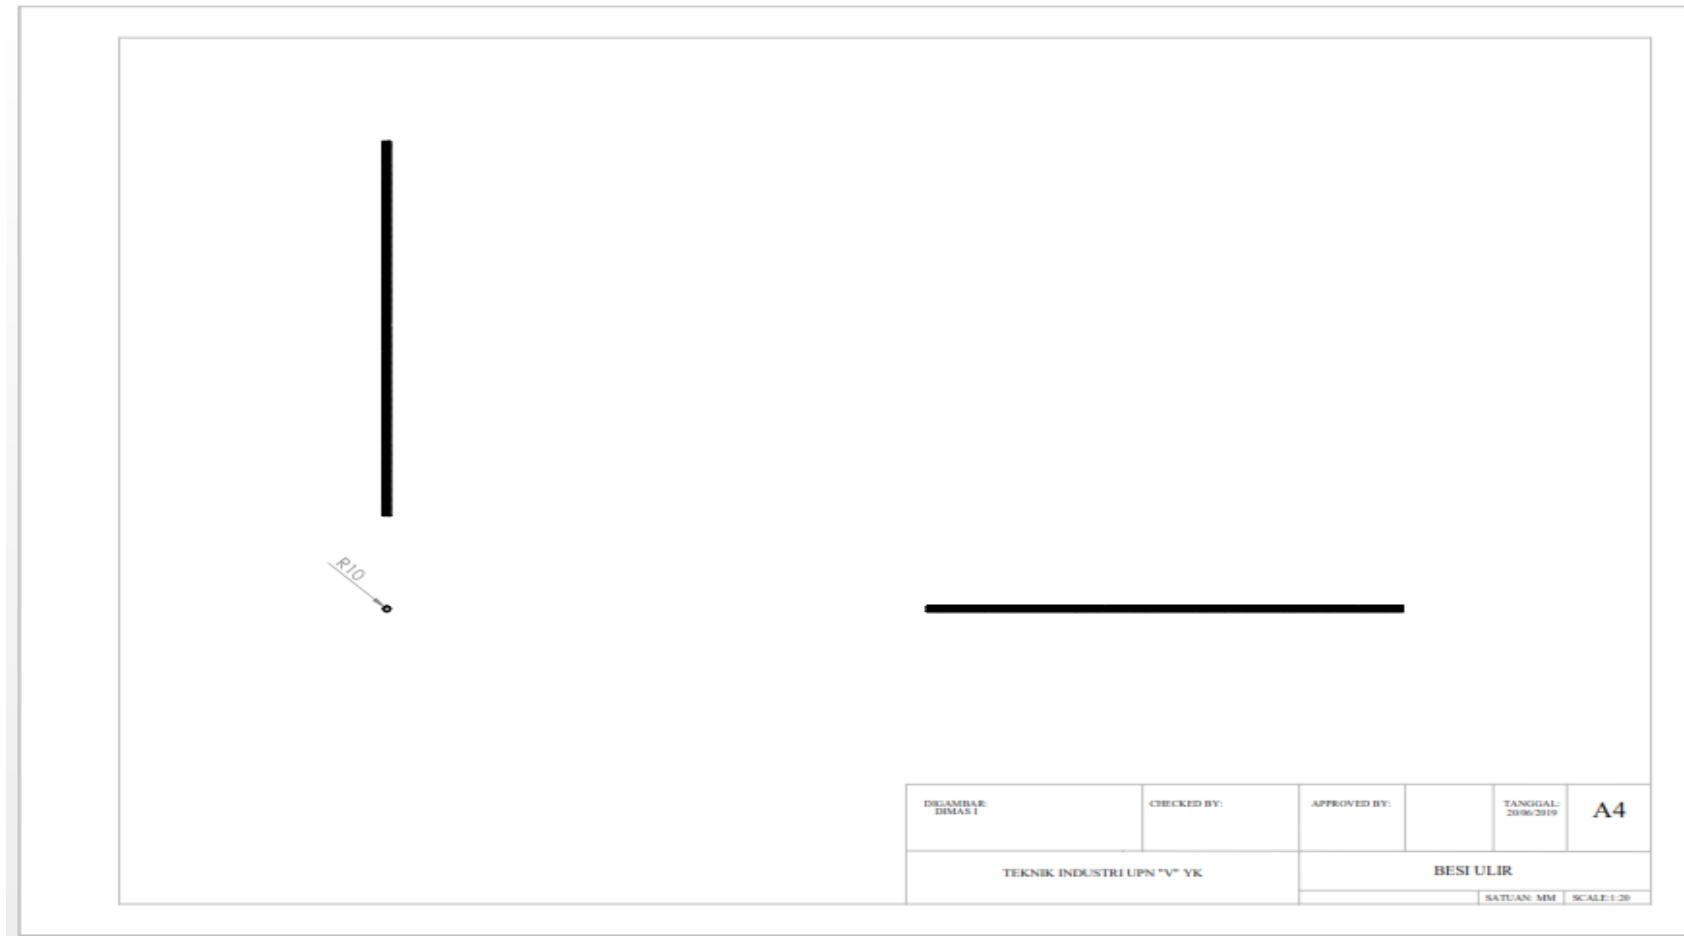 R10
DIGAMBAR:
DIMAS I
CHECKED BY:
APPROVED BY:
TANGGAL:
20/06/2019
A4
TEKNIK INDUSTRI UPN "V" YK
BESI ULIR
SATUAN: MM
SCALE:1:20